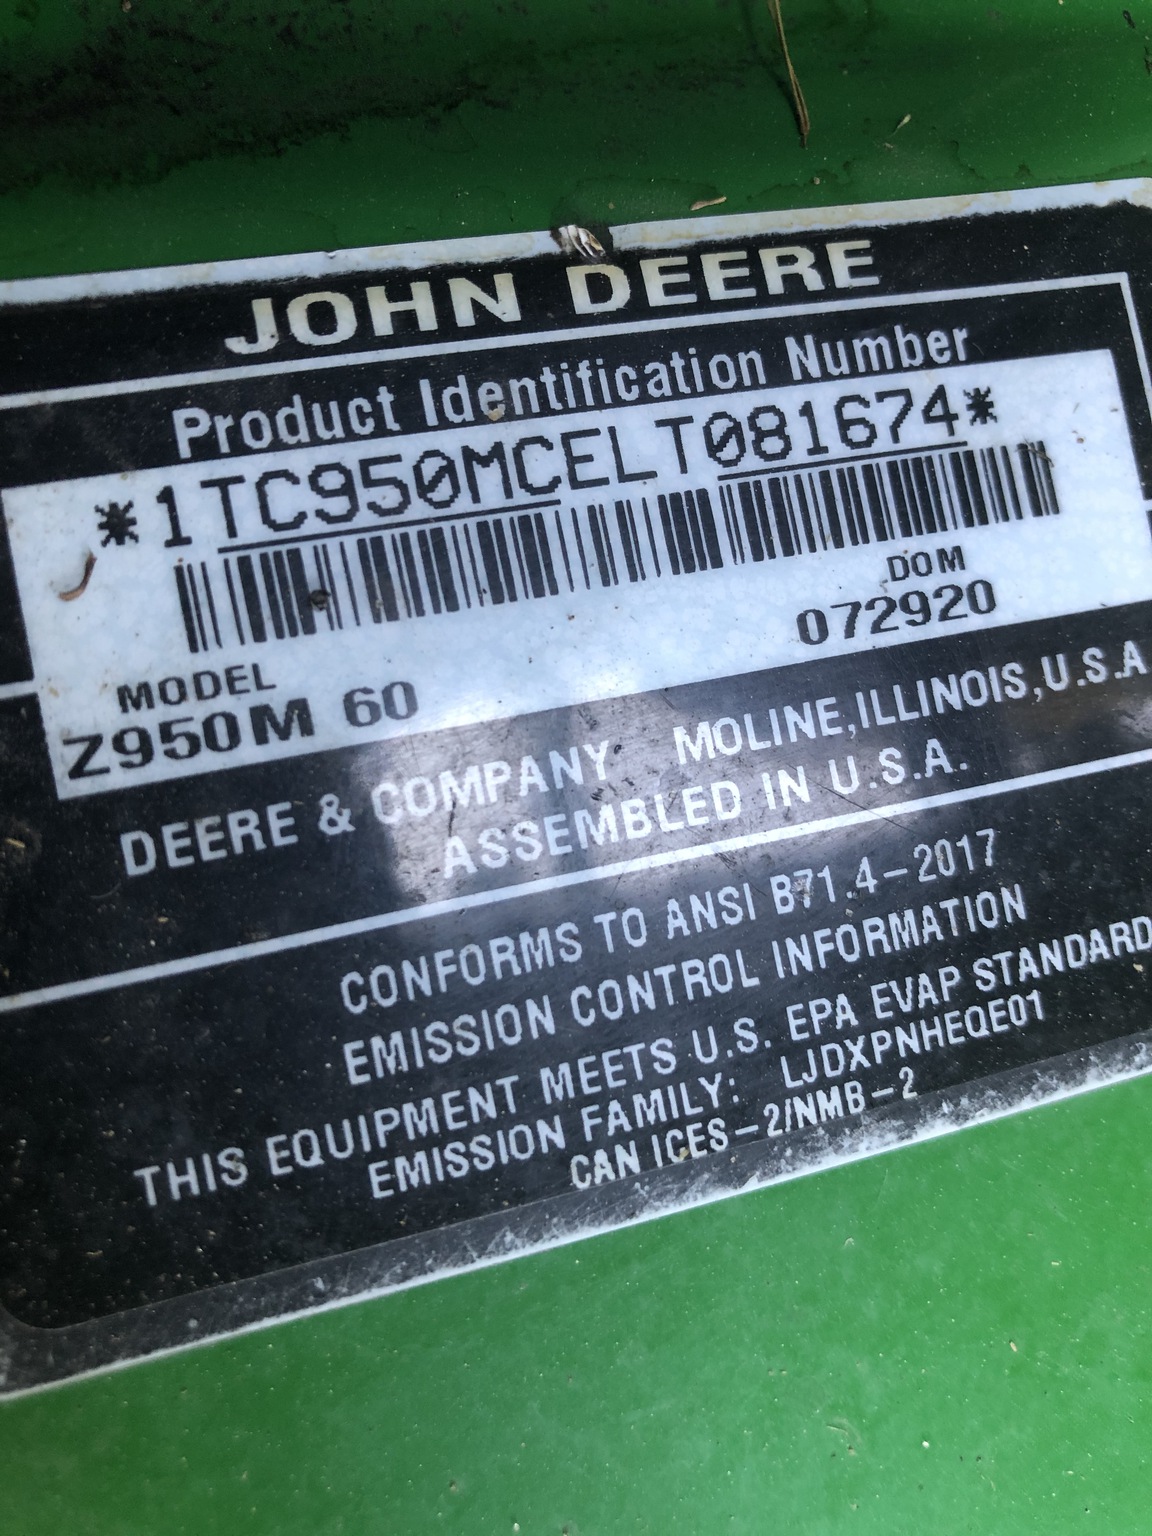 JOHN DEERE
Product Identification Number
*1TC950MCELT081674*
DOM
072920
MODEL
Z950M 60
DEERE & COMPANY MOLINE, ILLINOIS, U.S.A
ASSEMBLED IN U.S.A.
CONFORMS TO ANSI B71.4-2017
EMISSION CONTROL INFORMATION
THIS EQUIPMENT MEETS U.S. EPA EVAP STANDARD
EMISSION FAMILY: LJDXPNHEQE01
CAN ICES-2/NMB-2